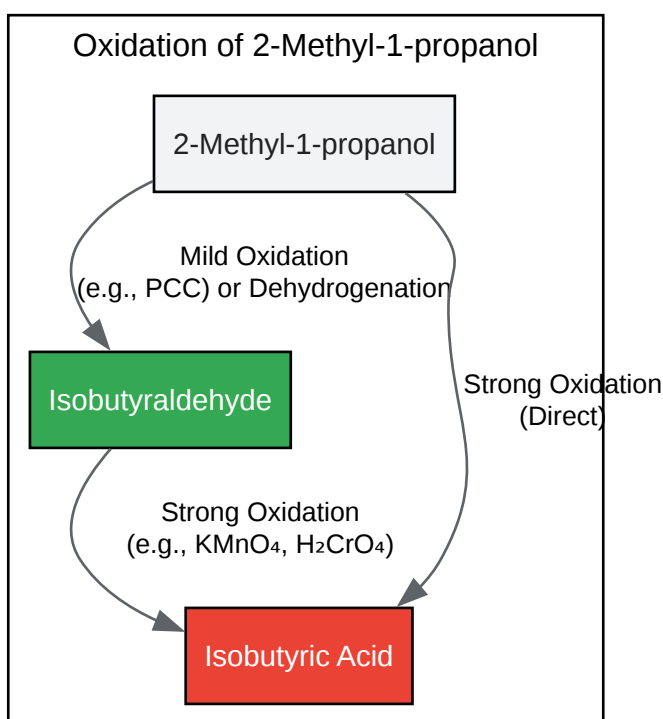 Oxidation of 2-Methyl-1-propanol
2-Methyl-1-propanol
Mild Oxidation
(e.g., PCC) or Dehydrogenation
Isobutyraldehyde
Strong Oxidation
(Direct)
Strong Oxidation
(e.g., KMnO₄, H₂CrO₄)
Isobutyric Acid